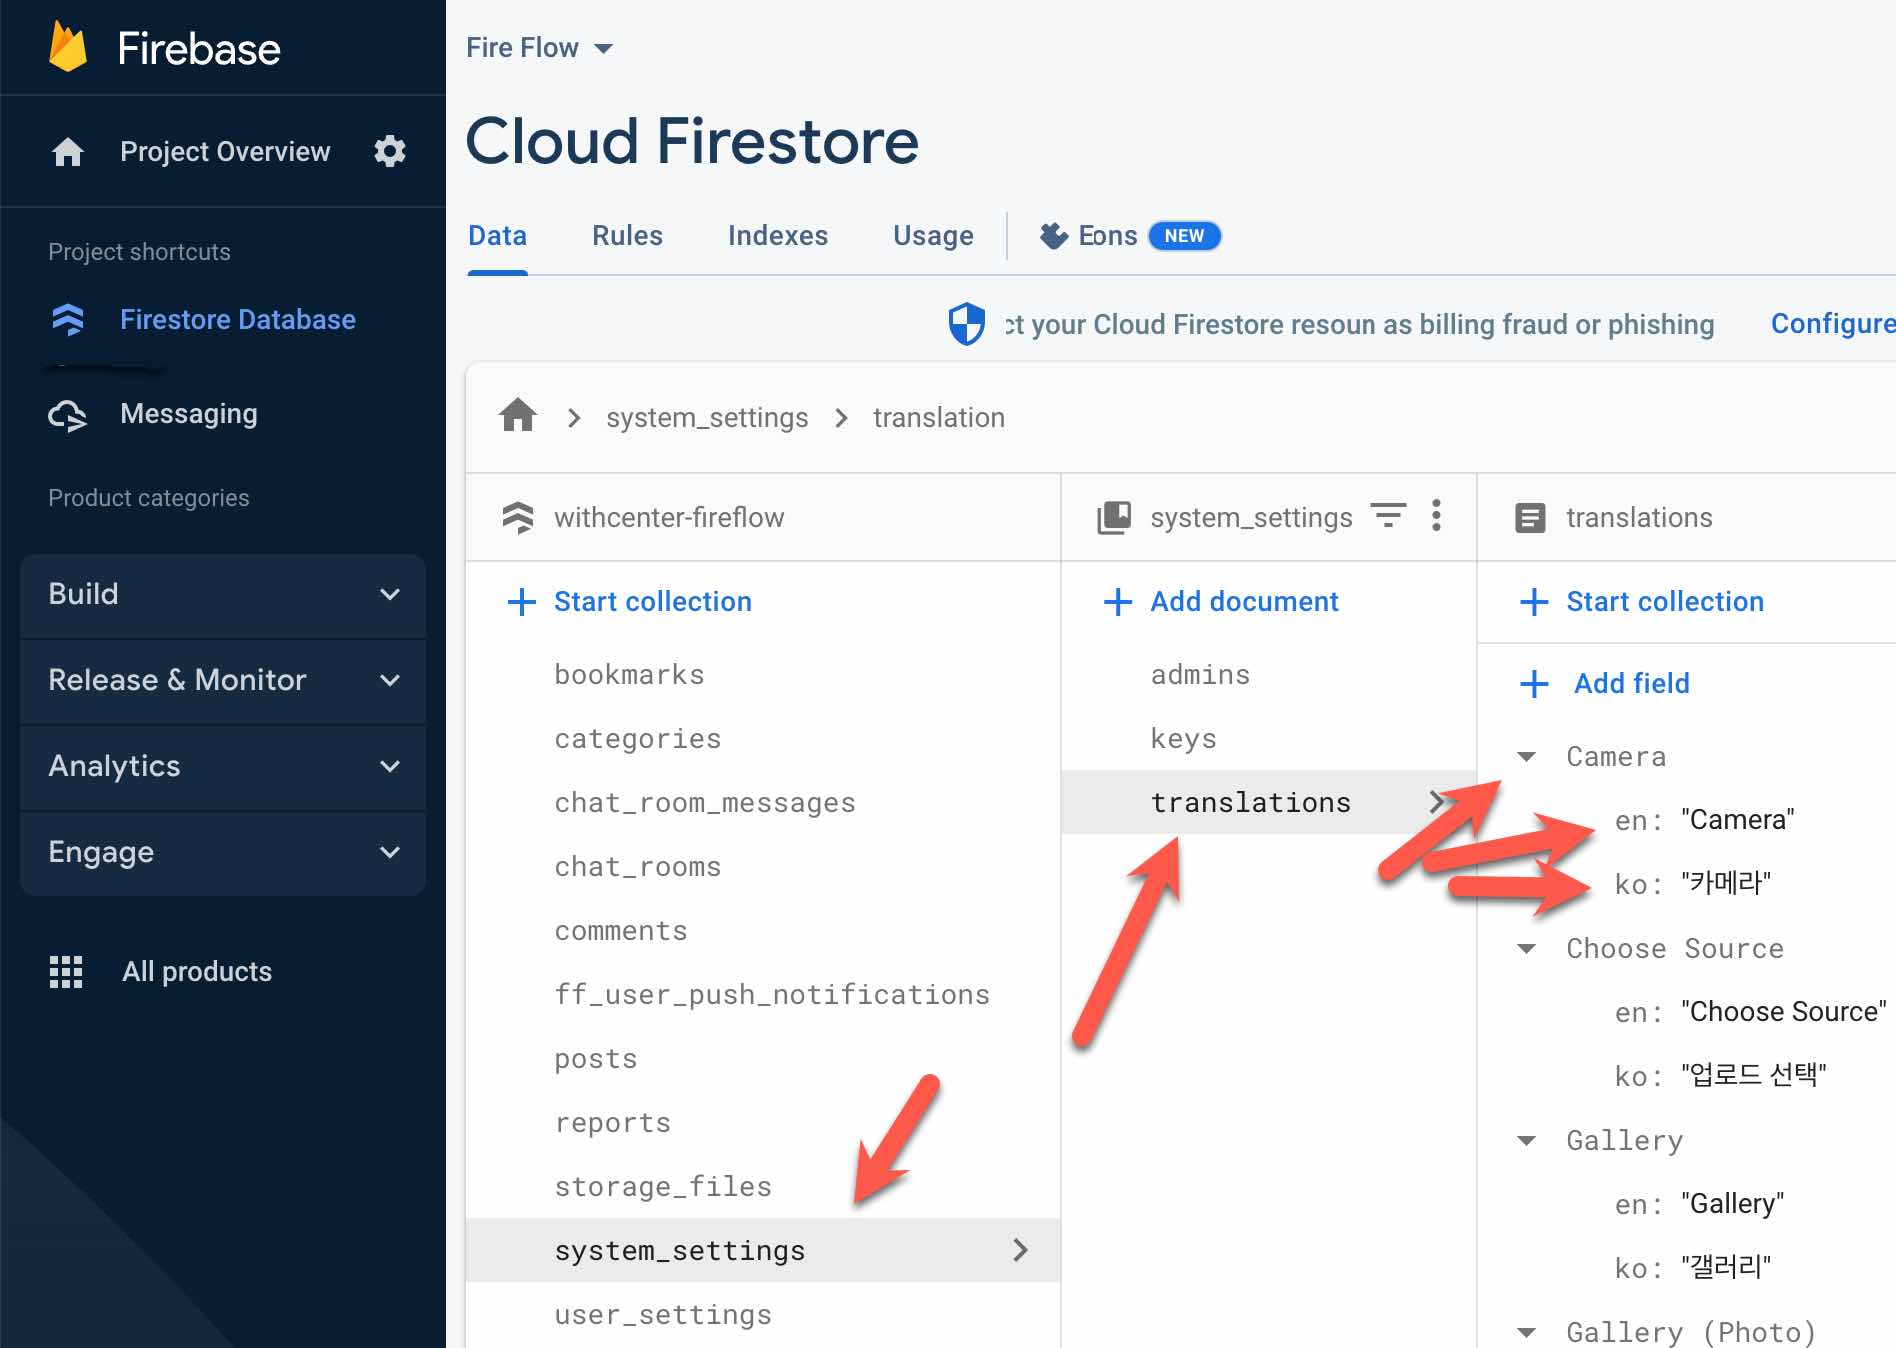 Firebase
Project Overview
Project shortcuts
Firestore Database
Messaging
Product categories
Build
Release & Monitor
Analytics
Engage
All products
Fire Flow
Cloud Firestore
Data Rules Indexes Usage Eons NEW
ct your Cloud Firestore resoun as billing fraud or phishing Configure
system_settings > translation
withcenter-fireflow
+ Start collection
bookmarks
categories
chat_room_messages
chat_rooms
comments
ff_user_push_notifications
posts
reports
storage_files
system_settings
user_settings
system_settings
+ Add document
admins
keys
translations
translations
+ Start collection
+ Add field
Camera
en: "Camera"
ko: "카메라"
Choose Source
en: "Choose Source"
ko: "업로드 선택"
Gallery
en: "Gallery"
ko: "갤러리"
Gallery (Photo)